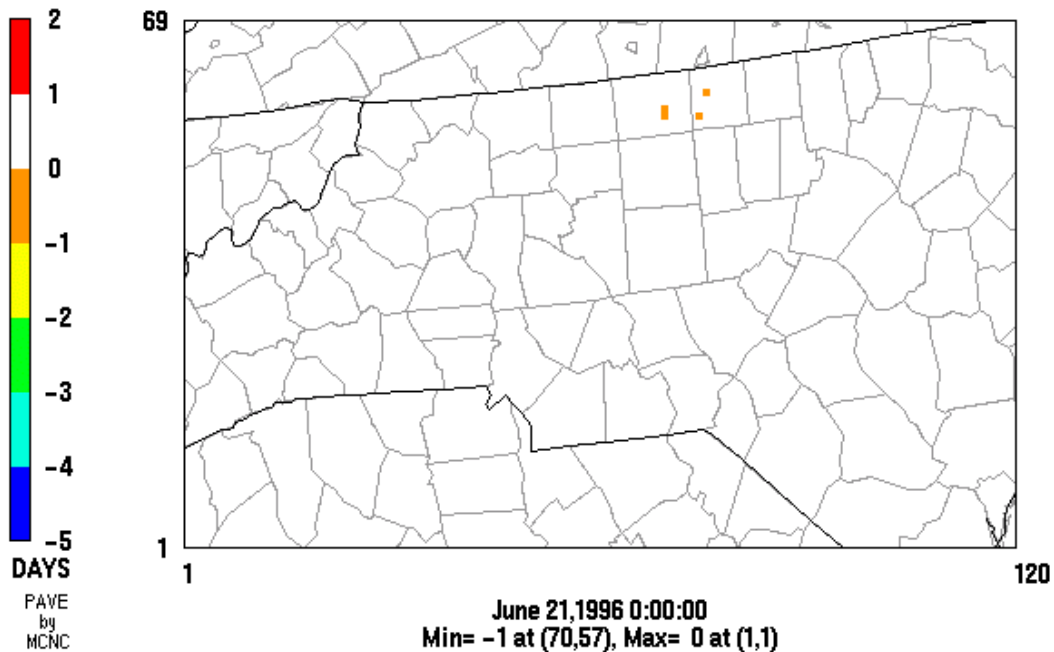 2
1
0
−1
−2
−3
−4
−5
DAYS
PAVE
by
MCNC
69
1
1
120
June 21,1996 0:00:00
Min= −1 at (70,57), Max= 0 at (1,1)